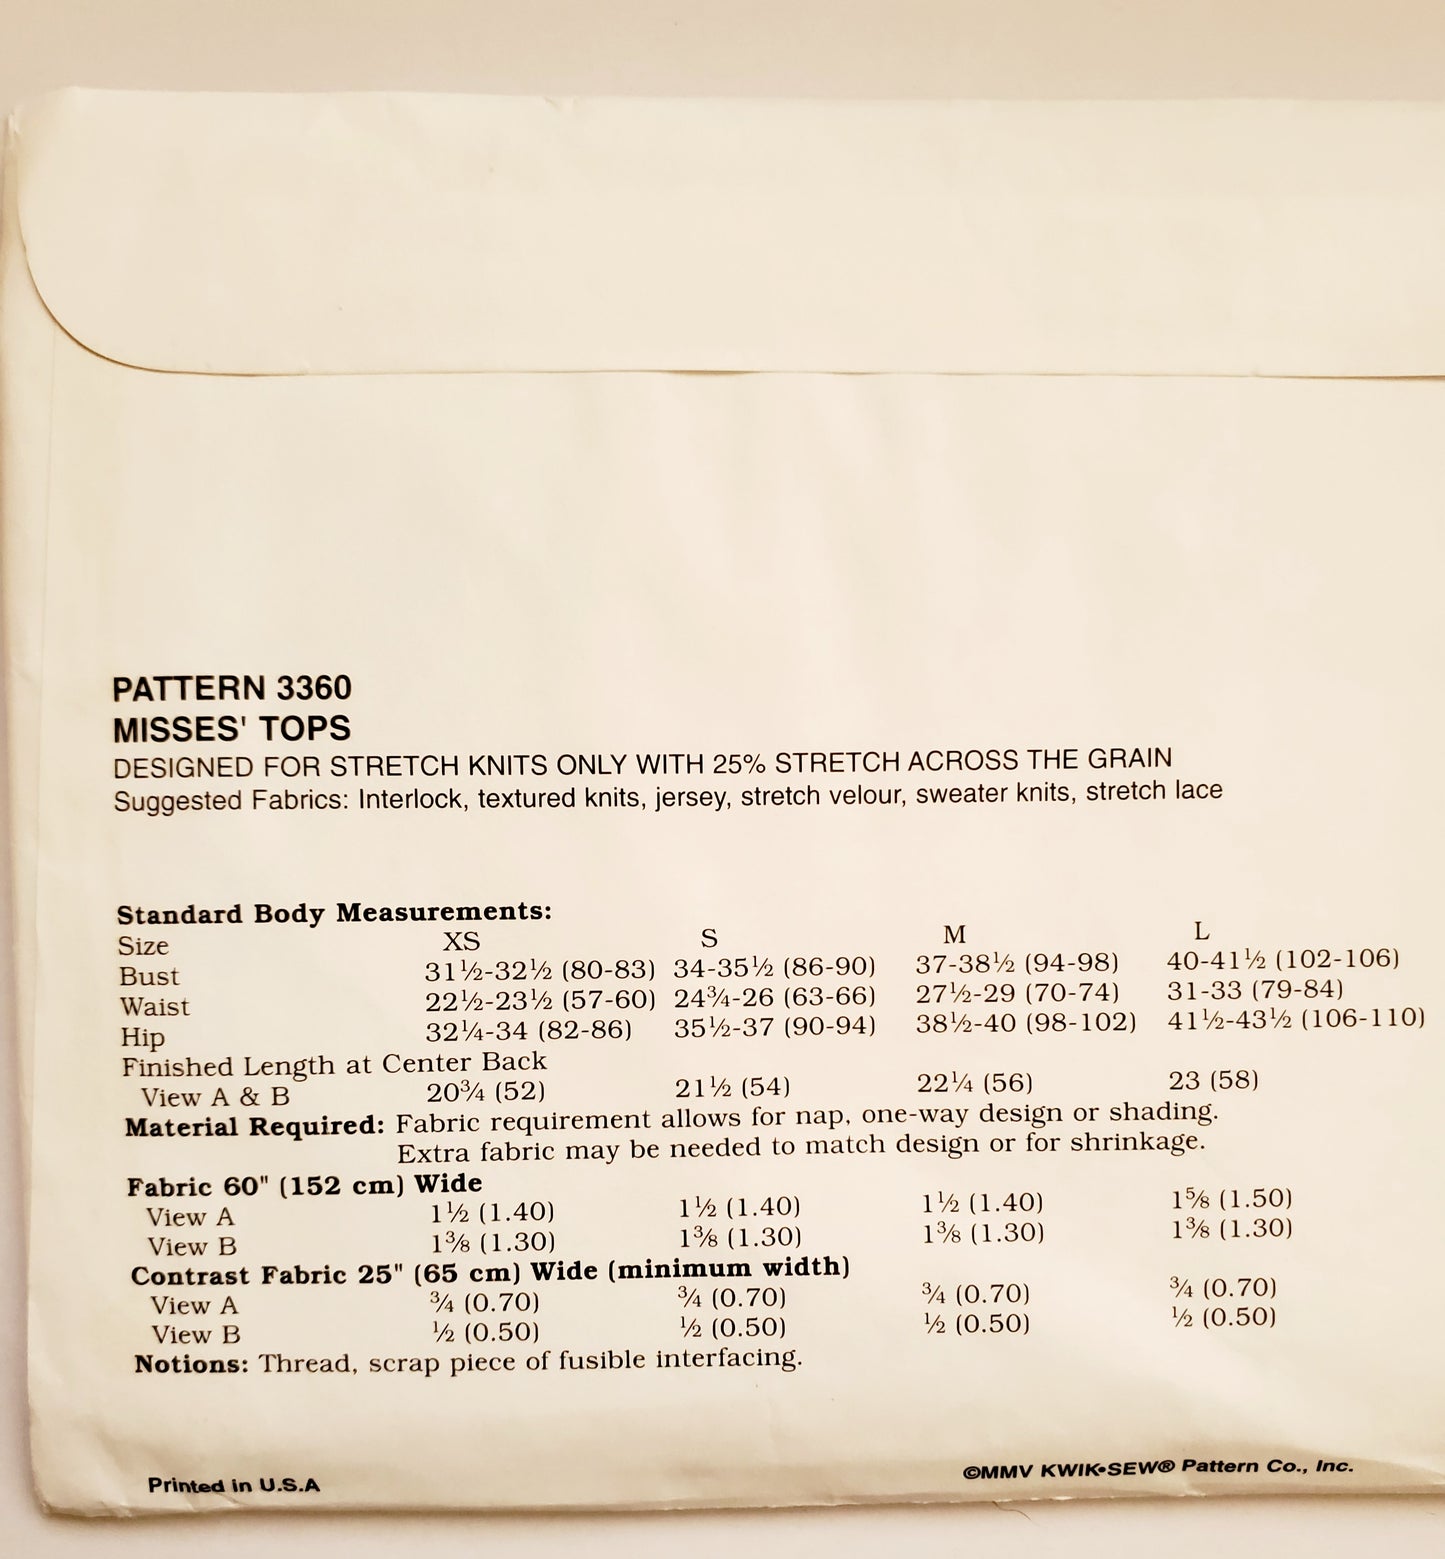 PATTERN 3360
MISSES' TOPS
DESIGNED FOR STRETCH KNITS ONLY WITH 25% STRETCH ACROSS THE GRAIN
Suggested Fabrics: Interlock, textured knits, jersey, stretch velour, sweater knits, stretch lace
Standard Body Measurements:
Size XS S M L
Bust 31½-32½ (80-83) 34-35½ (86-90) 37-38½ (94-98) 40-41½ (102-106)
Waist 22½-23½ (57-60) 24¾-26 (63-66) 27½-29 (70-74) 31-33 (79-84)
Hip 32¼-34 (82-86) 35½-37 (90-94) 38½-40 (98-102) 41½-43½ (106-110)
Finished Length at Center Back
View A & B 20¾ (52) 21½ (54) 22¼ (56) 23 (58)
Material Required: Fabric requirement allows for nap, one-way design or shading.
Extra fabric may be needed to match design or for shrinkage.
Fabric 60" (152 cm) Wide
View A 1½ (1.40) 1½ (1.40) 1½ (1.40) 1⅝ (1.50)
View B 1⅜ (1.30) 1⅜ (1.30) 1⅜ (1.30) 1⅜ (1.30)
Contrast Fabric 25" (65 cm) Wide (minimum width)
View A ¾ (0.70) ¾ (0.70) ¾ (0.70) ¾ (0.70)
View B ½ (0.50) ½ (0.50) ½ (0.50) ½ (0.50)
Notions: Thread, scrap piece of fusible interfacing.
Printed in U.S.A
©MMV KWIK•SEW® Pattern Co., Inc.